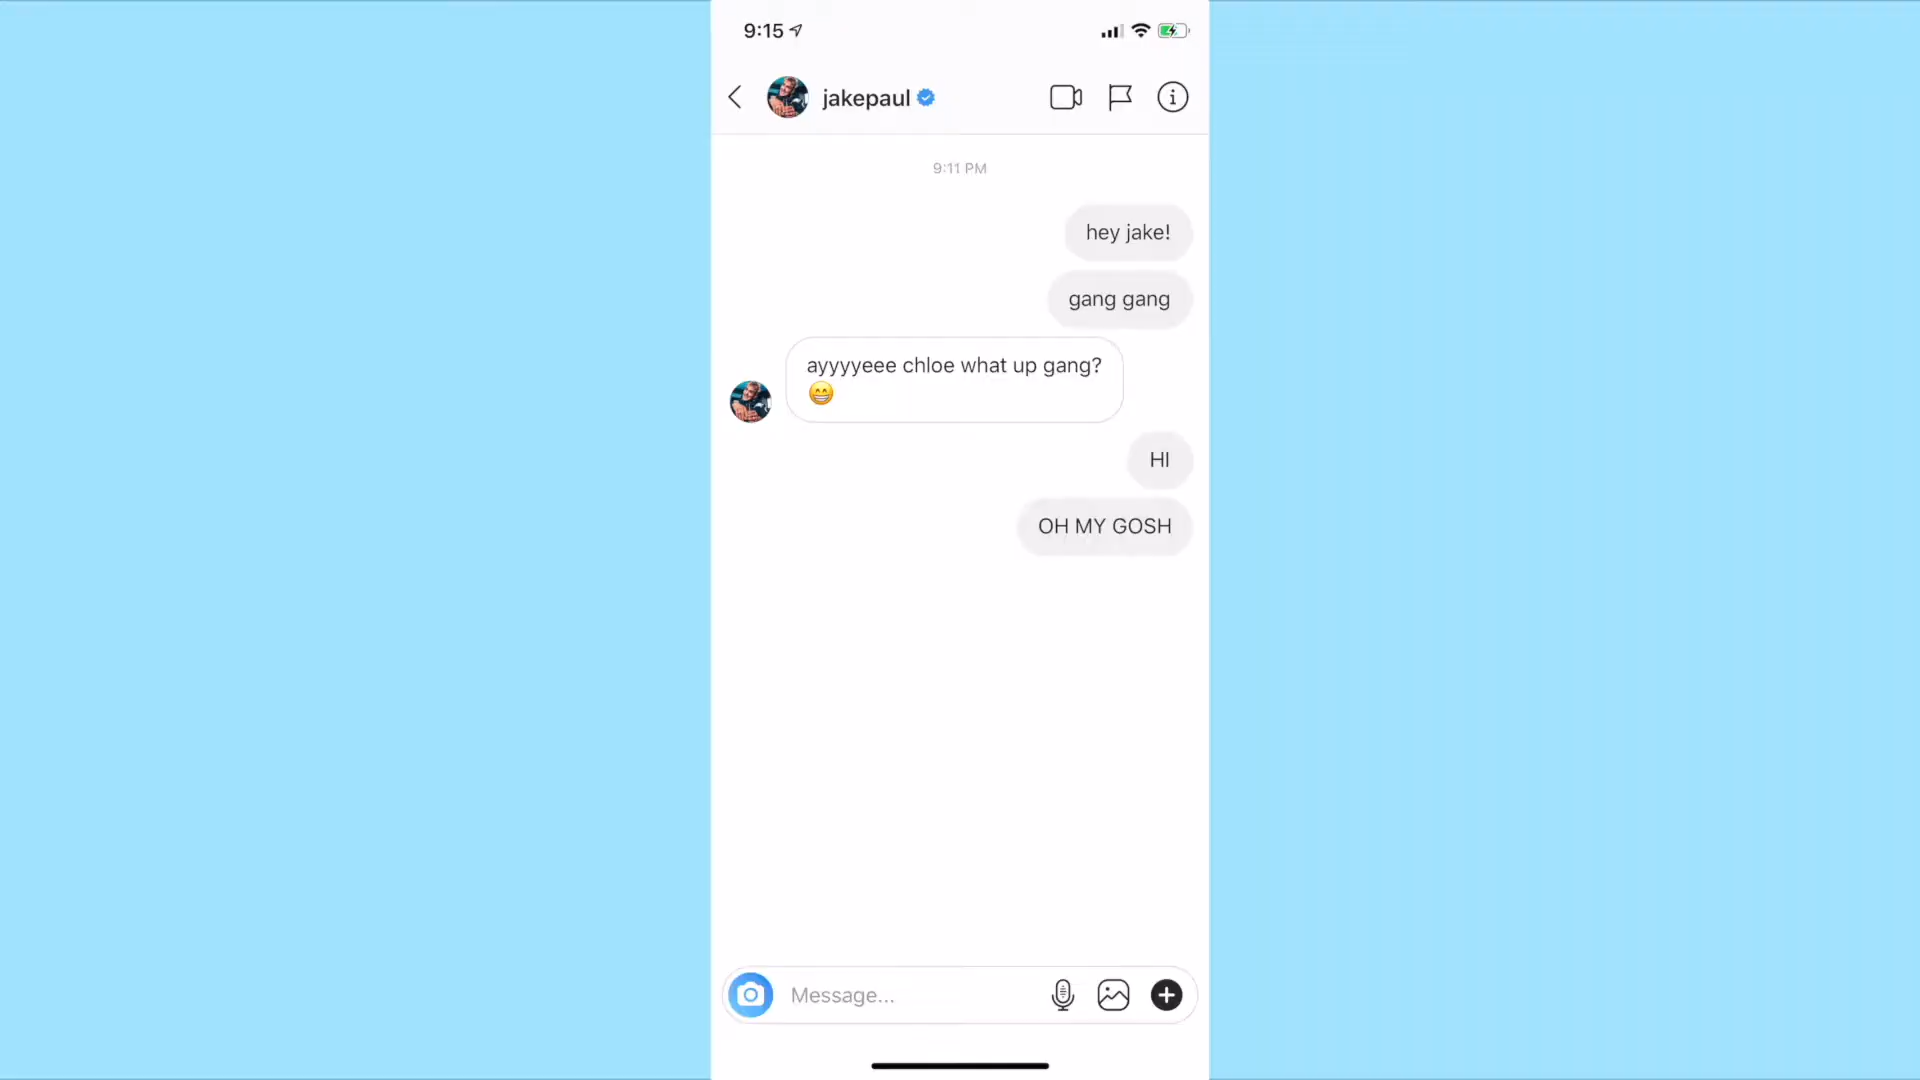 9:15
jakepaul
9:11 PM
hey jake!
gang gang
ayyyyeee chloe what up gang?
😁
HI
OH MY GOSH
Message...